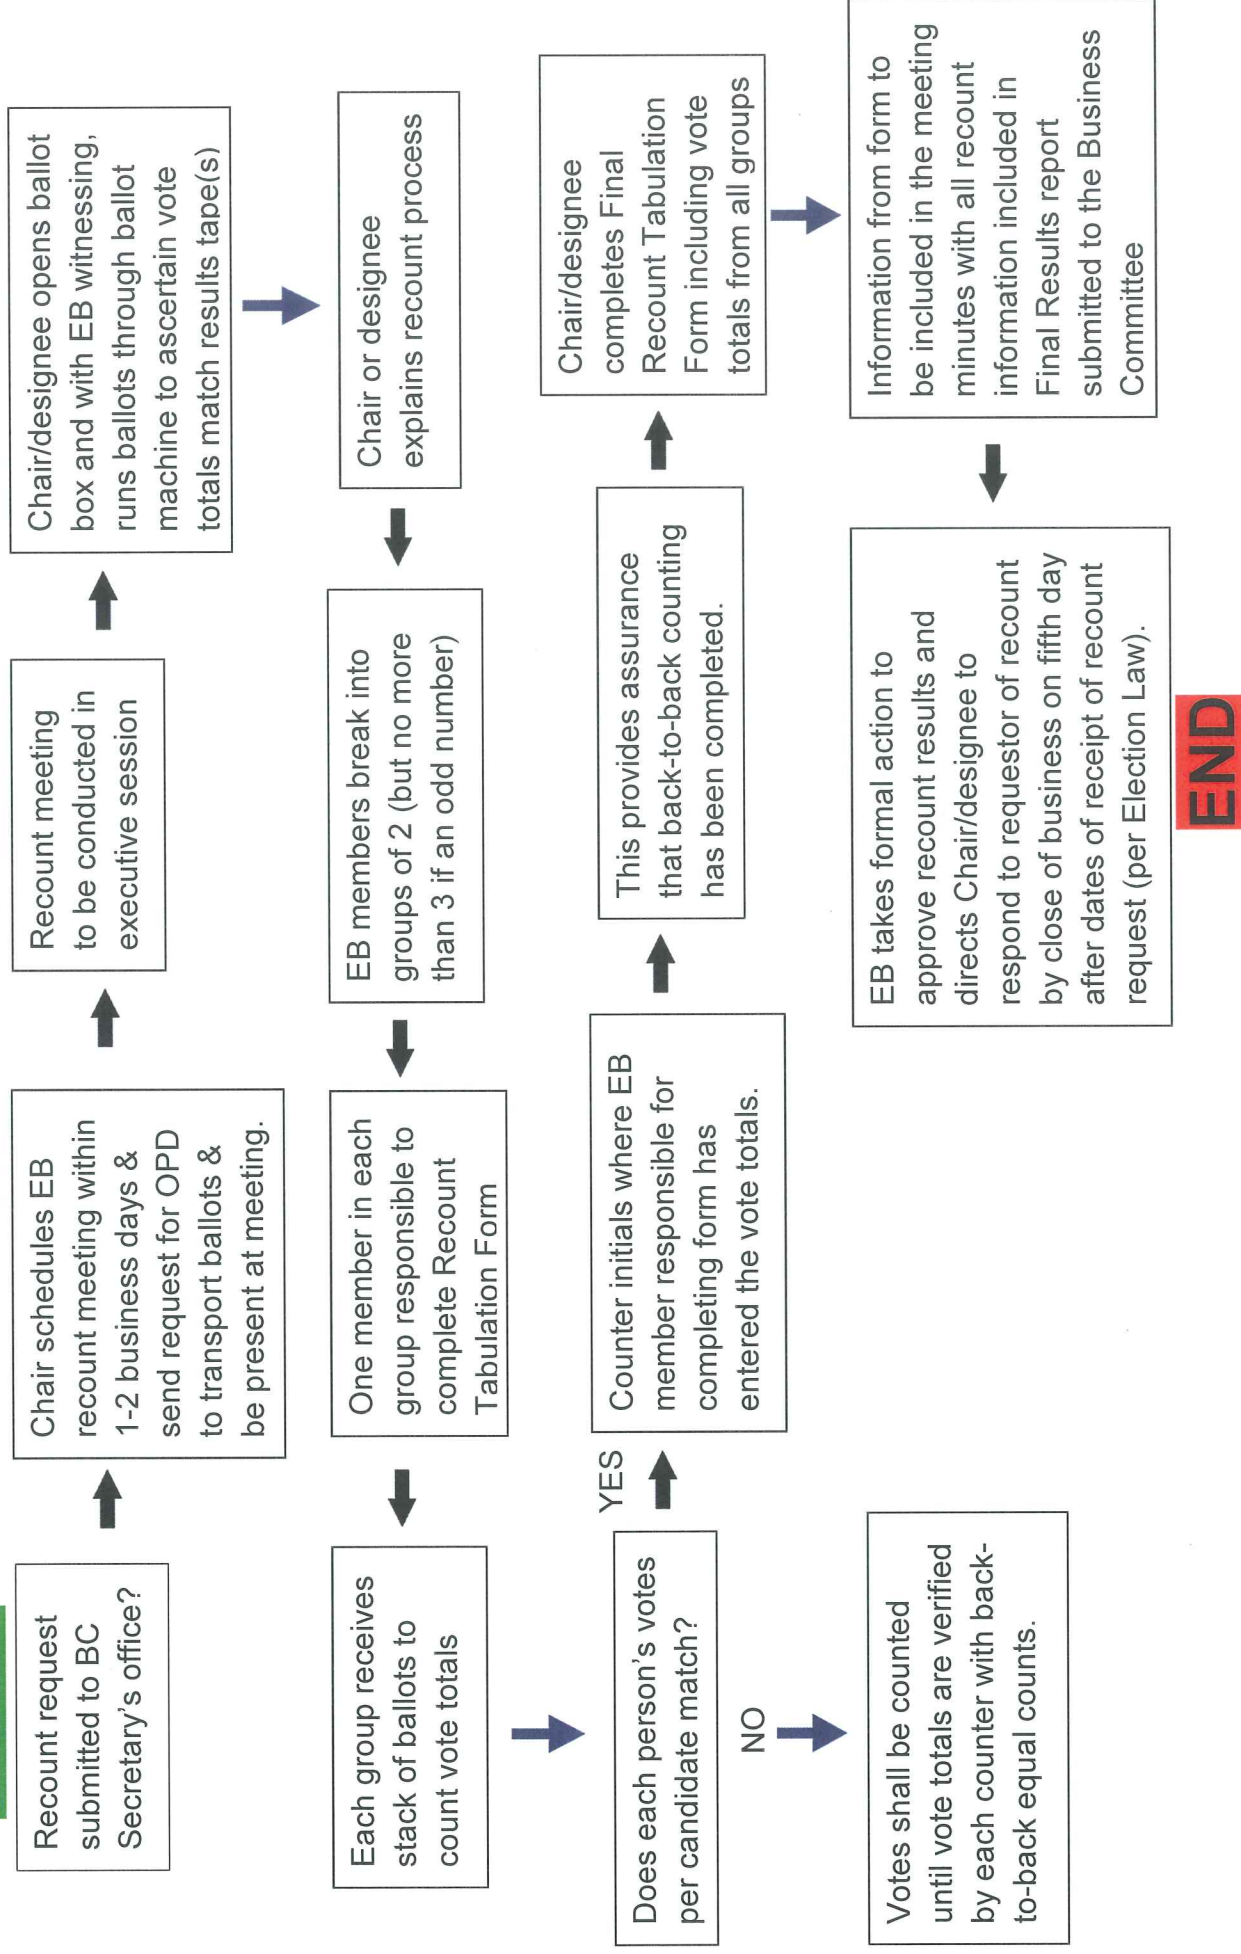 Recount request
submitted to BC
Secretary's office?
Chair schedules EB
recount meeting within
1-2 business days &
send request for OPD
to transport ballots &
be present at meeting.
Recount meeting
to be conducted in
executive session
Chair/designee opens ballot
box and with EB witnessing,
runs ballots through ballot
machine to ascertain vote
totals match results tape(s)
Chair or designee
explains recount process
EB members break into
groups of 2 (but no more
than 3 if an odd number)
One member in each
group responsible to
complete Recount
Tabulation Form
Each group receives
stack of ballots to
count vote totals
Does each person's votes
per candidate match?
YES
Counter initials where EB
member responsible for
completing form has
entered the vote totals.
This provides assurance
that back-to-back counting
has been completed.
Chair/designee
completes Final
Recount Tabulation
Form including vote
totals from all groups
NO
Votes shall be counted
until vote totals are verified
by each counter with back-
to-back equal counts.
Information from form to
be included in the meeting
minutes with all recount
information included in
Final Results report
submitted to the Business
Committee
EB takes formal action to
approve recount results and
directs Chair/designee to
respond to requestor of recount
by close of business on fifth day
after dates of receipt of recount
request (per Election Law).
END